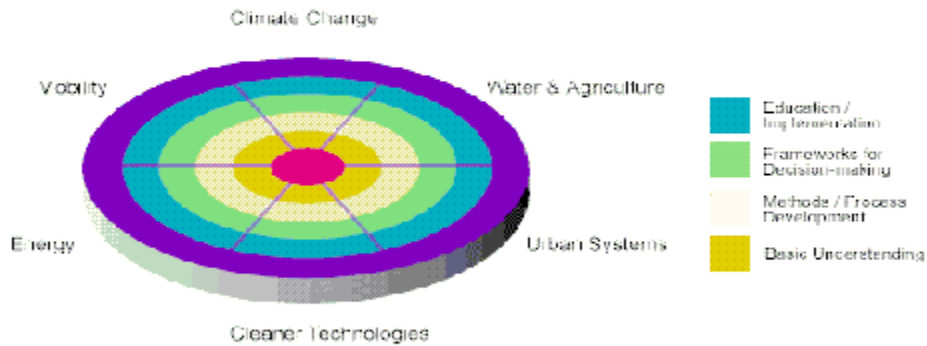 Climate Change
Mobility
Water & Agriculture
Education /
Implementation
Frameworks for
Decision-making
Methods / Process
Development
Energy
Urban Systems
Basic Understanding
Cleaner Technologies